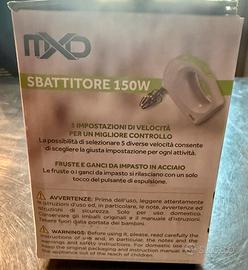 MXD
SBATTITORE 150W
5 IMPOSTAZIONI DI VELOCITÀ
PER UN MIGLIORE CONTROLLO
La possibilità di selezionare 5 diverse velocità consente
di scegliere la giusta impostazione per ogni attività.
FRUSTE E GANCI DA IMPASTO IN ACCIAIO
Le fruste o i ganci da impasto si rilasciano con un solo
tocco del pulsante di espulsione.
AVVERTENZE: Prima dell'uso, leggere attentamente
istruzioni d'uso ed, in particolare, le note, avvertenze ed
istruzioni di sicurezza. Solo per uso domestico.
conservare gli imballi originali e il manuale d'istruzioni.
Tenere fuori dalla portata dei bambini.
WARNING: Before using it, please, read carefully the
instructions of use and, in particular, the notes and the
warnings and safety instructions. For domestic use only.
Keep the original packaging and instruction manual.
out of the reach of children.